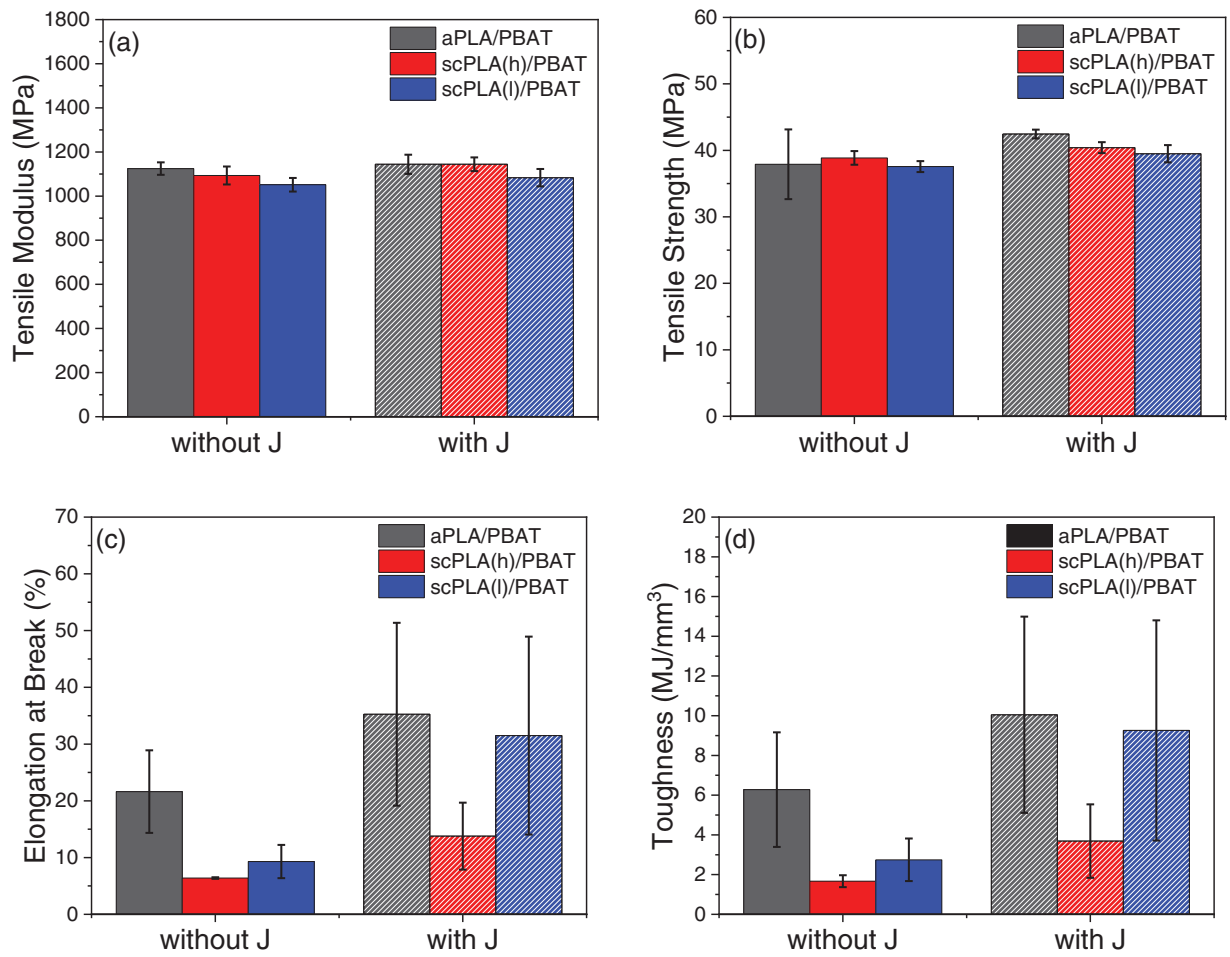 (a)
aPLA/PBAT
scPLA(h)/PBAT
scPLA(l)/PBAT
Tensile Modulus (MPa)
1800
1600
1400
1200
1000
800
600
400
200
0
without J
with J
(b)
aPLA/PBAT
scPLA(h)/PBAT
scPLA(l)/PBAT
Tensile Strength (MPa)
60
50
40
30
20
10
0
without J
with J
(c)
aPLA/PBAT
scPLA(h)/PBAT
scPLA(l)/PBAT
Elongation at Break (%)
70
60
50
40
30
20
10
0
without J
with J
(d)
aPLA/PBAT
scPLA(h)/PBAT
scPLA(l)/PBAT
Toughness (MJ/mm³)
20
18
16
14
12
10
8
6
4
2
0
without J
with J